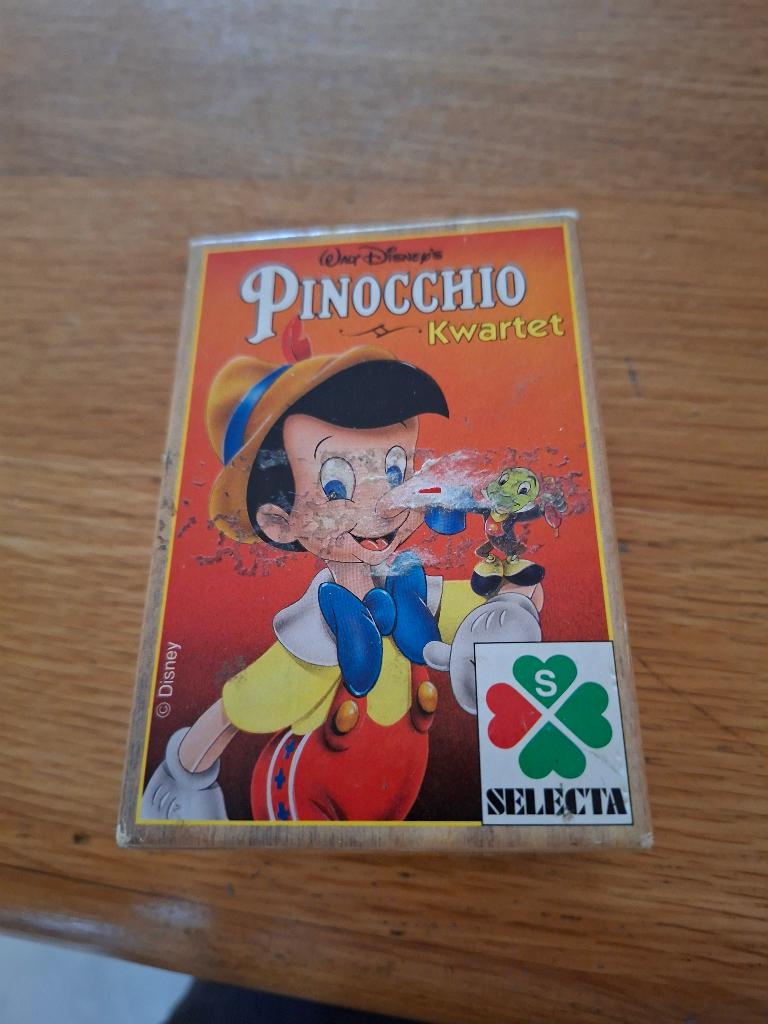 Walt Disney's
PINOCCHIO
Kwartet
© Disney
S
SELECTA